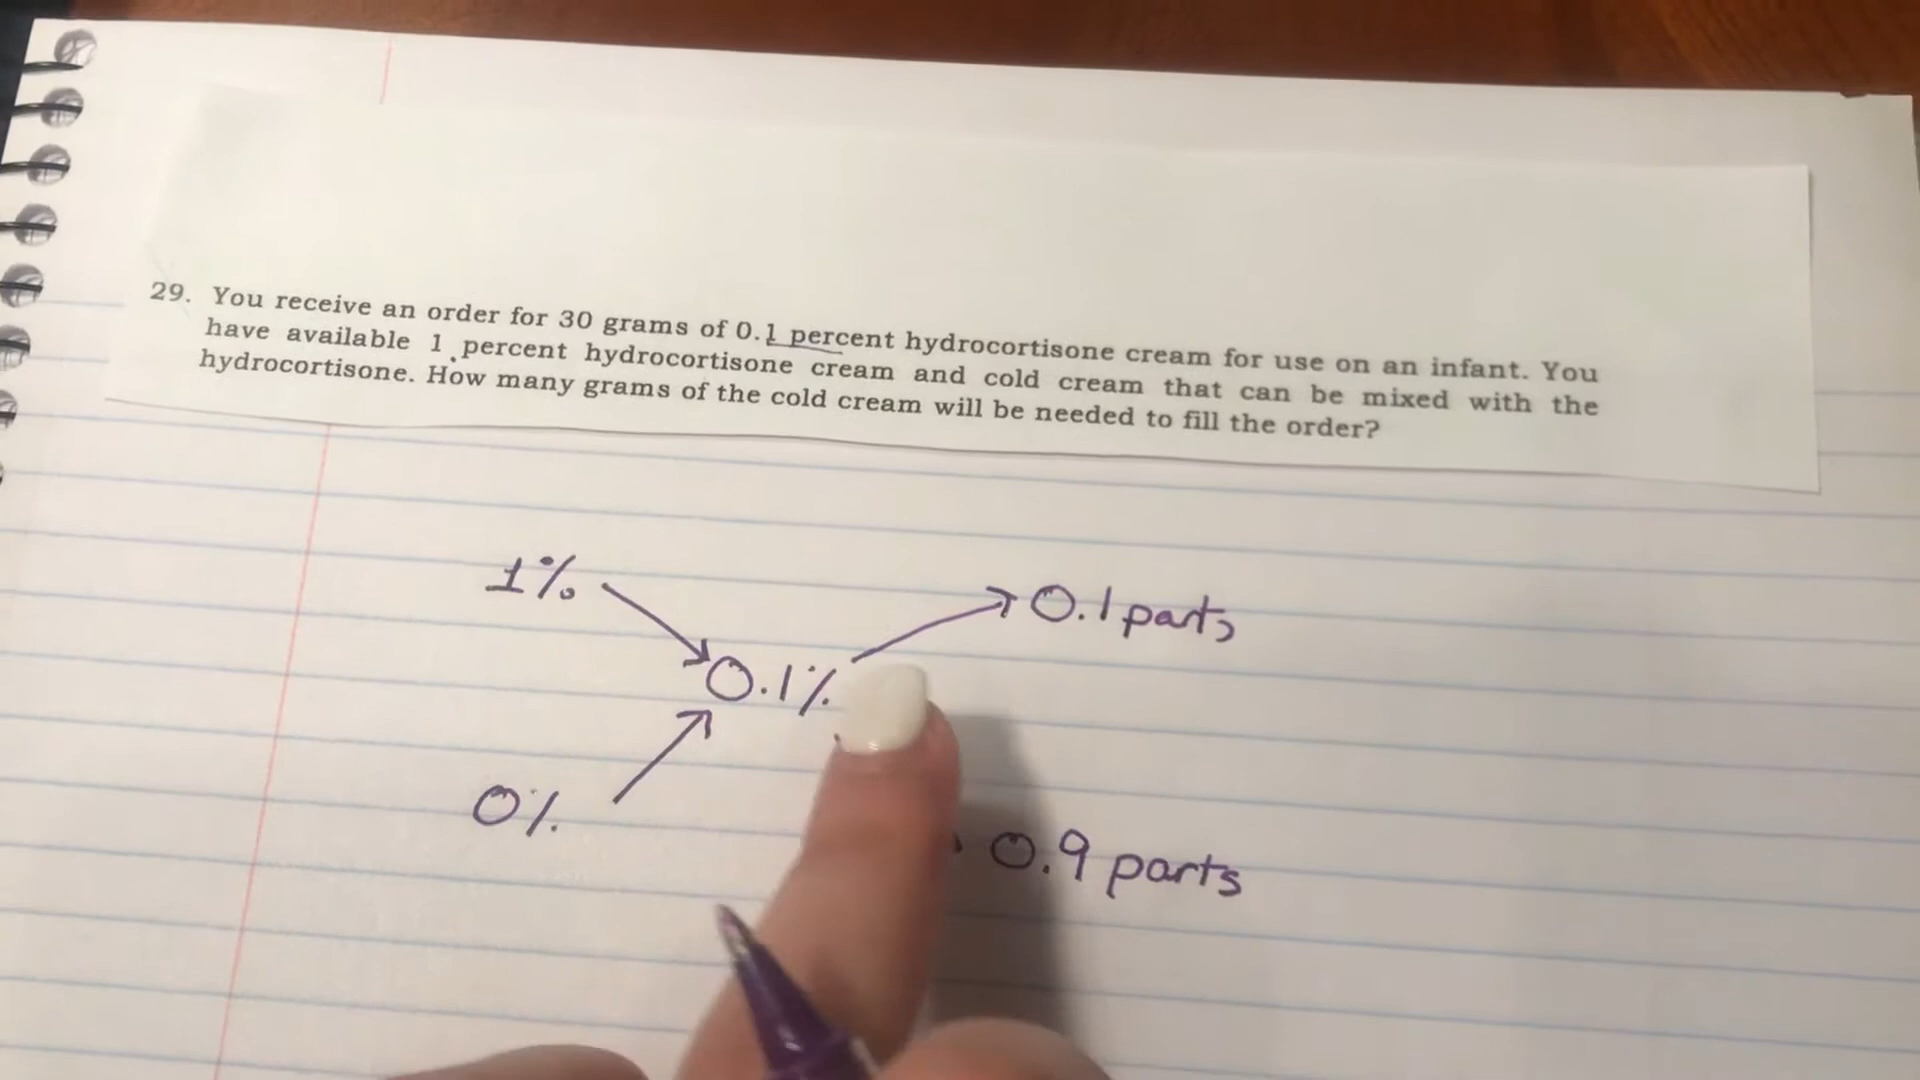 29. You receive an order for 30 grams of 0.1 percent hydrocortisone cream for use on an infant. You
have available 1 percent hydrocortisone cream and cold cream that can be mixed with the
hydrocortisone. How many grams of the cold cream will be needed to fill the order?
1%
0.1 parts
0.1%
0%
0.9 parts